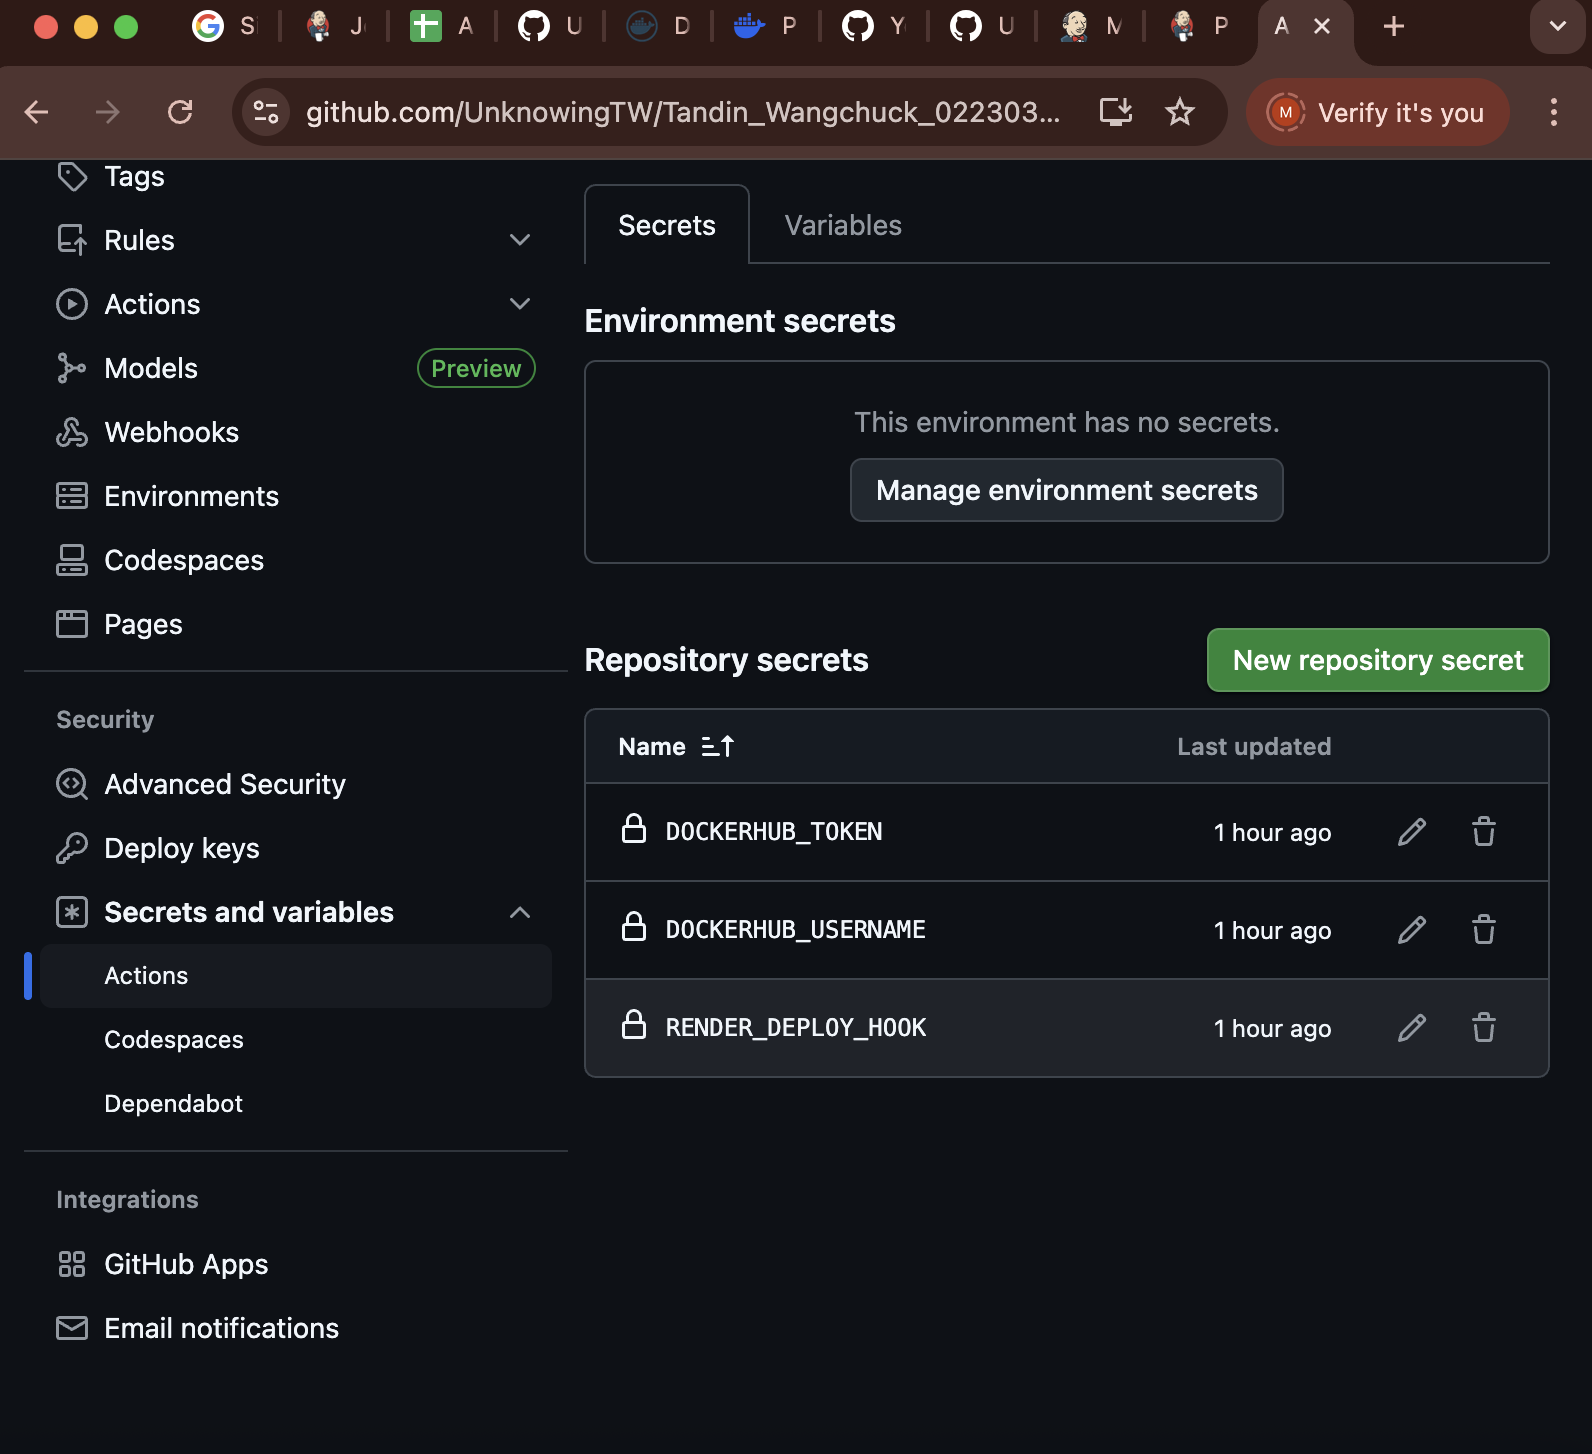 S
J
A
U
D
P
Y
U
M
P
A
github.com/UnknowingTW/Tandin_Wangchuck_022303...
M
Verify it's you
Tags
Rules
Actions
Models
Preview
Webhooks
Environments
Codespaces
Pages
Security
Advanced Security
Deploy keys
Secrets and variables
Actions
Codespaces
Dependabot
Integrations
GitHub Apps
Email notifications
Secrets
Variables
Environment secrets
This environment has no secrets.
Manage environment secrets
Repository secrets
New repository secret
Name
Last updated
DOCKERHUB_TOKEN
1 hour ago
DOCKERHUB_USERNAME
1 hour ago
RENDER_DEPLOY_HOOK
1 hour ago